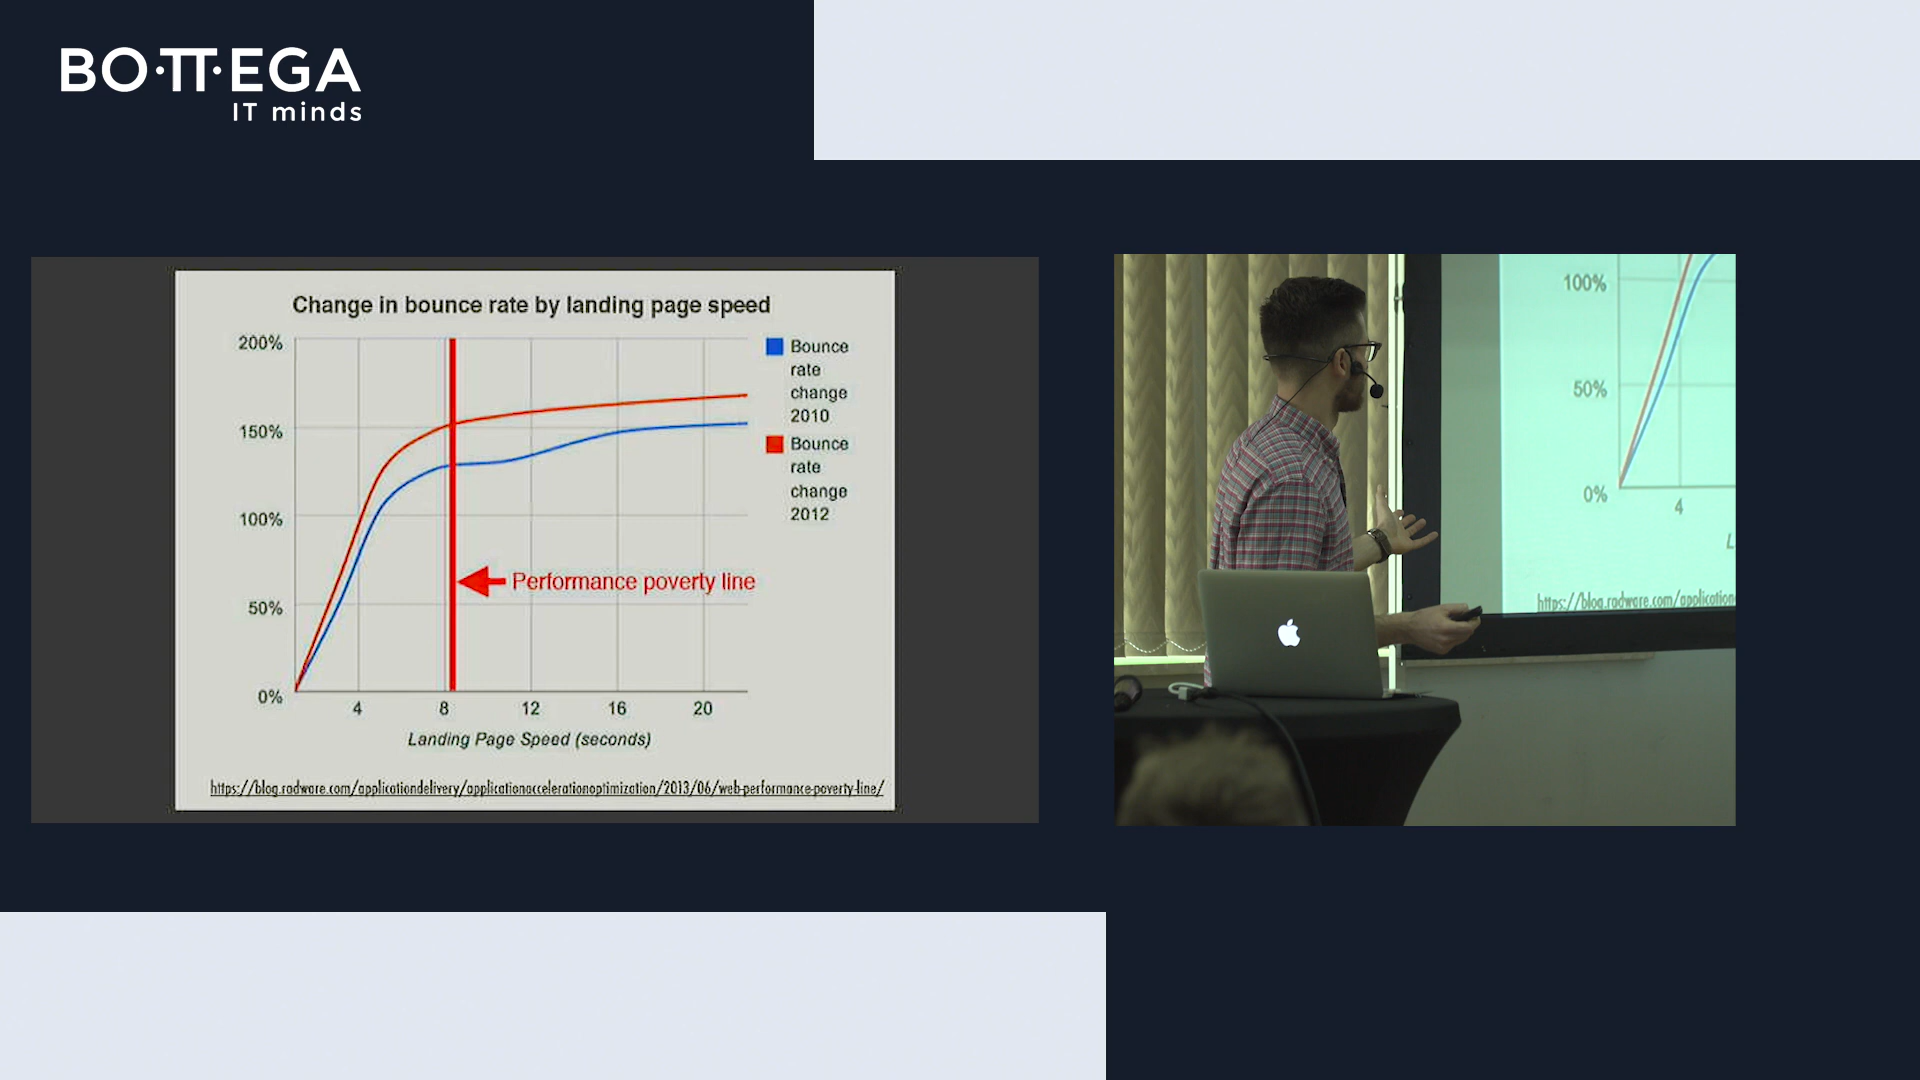 BO·TT·EGA
IT minds
Change in bounce rate by landing page speed
200%
150%
100%
50%
0%
4 8 12 16 20
Landing Page Speed (seconds)
Performance poverty line
Bounce
rate
change
2010
Bounce
rate
change
2012
https://blog.radware.com/applicationdelivery/applicationaccelerationoptimization/2013/06/web-performance-poverty-line/
100%
50%
0%
4
L
https://blog.radware.com/application